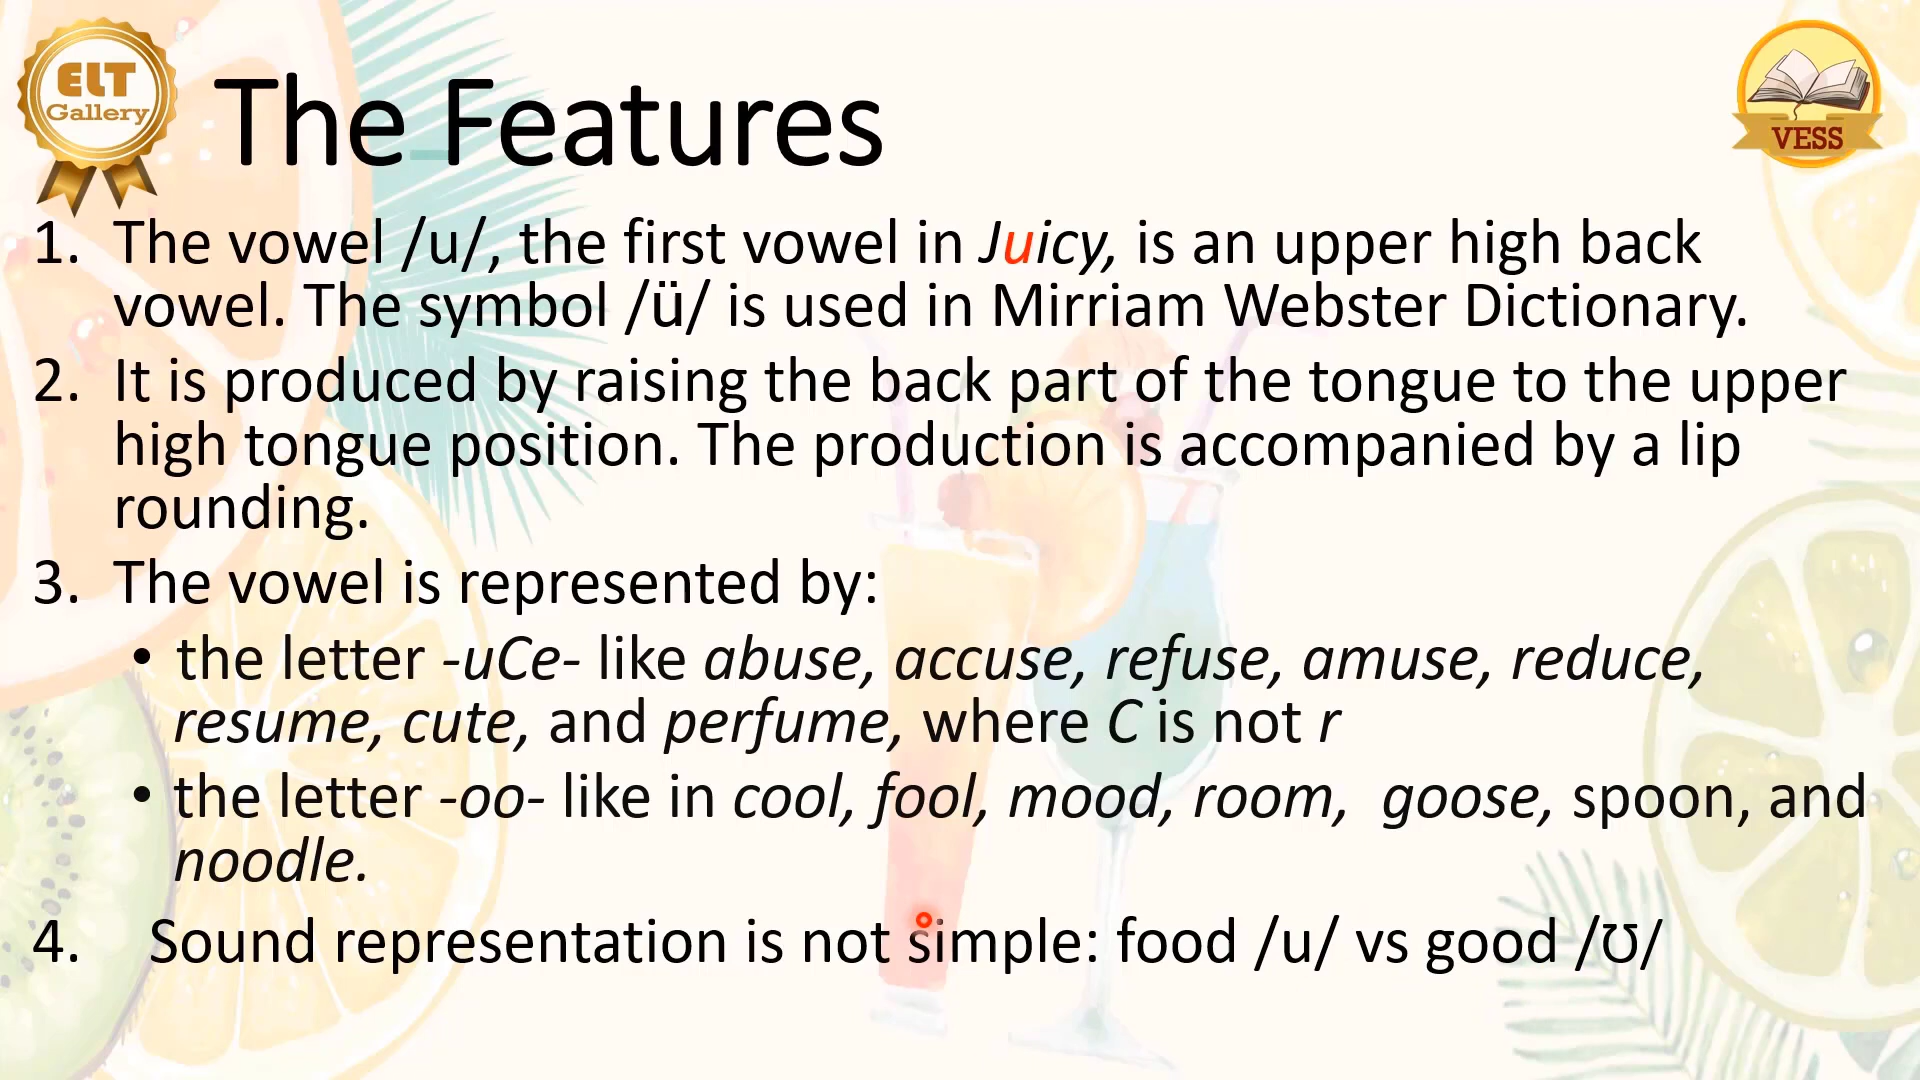 ELT
Gallery
The Features
VESS
1. The vowel /u/, the first vowel in Juicy, is an upper high back
vowel. The symbol /ü/ is used in Mirriam Webster Dictionary.
2. It is produced by raising the back part of the tongue to the upper
high tongue position. The production is accompanied by a lip
rounding.
3. The vowel is represented by:
• the letter -uCe- like abuse, accuse, refuse, amuse, reduce,
resume, cute, and perfume, where C is not r
• the letter -oo- like in cool, fool, mood, room, goose, spoon, and
noodle.
4. Sound representation is not simple: food /u/ vs good /Ʊ/